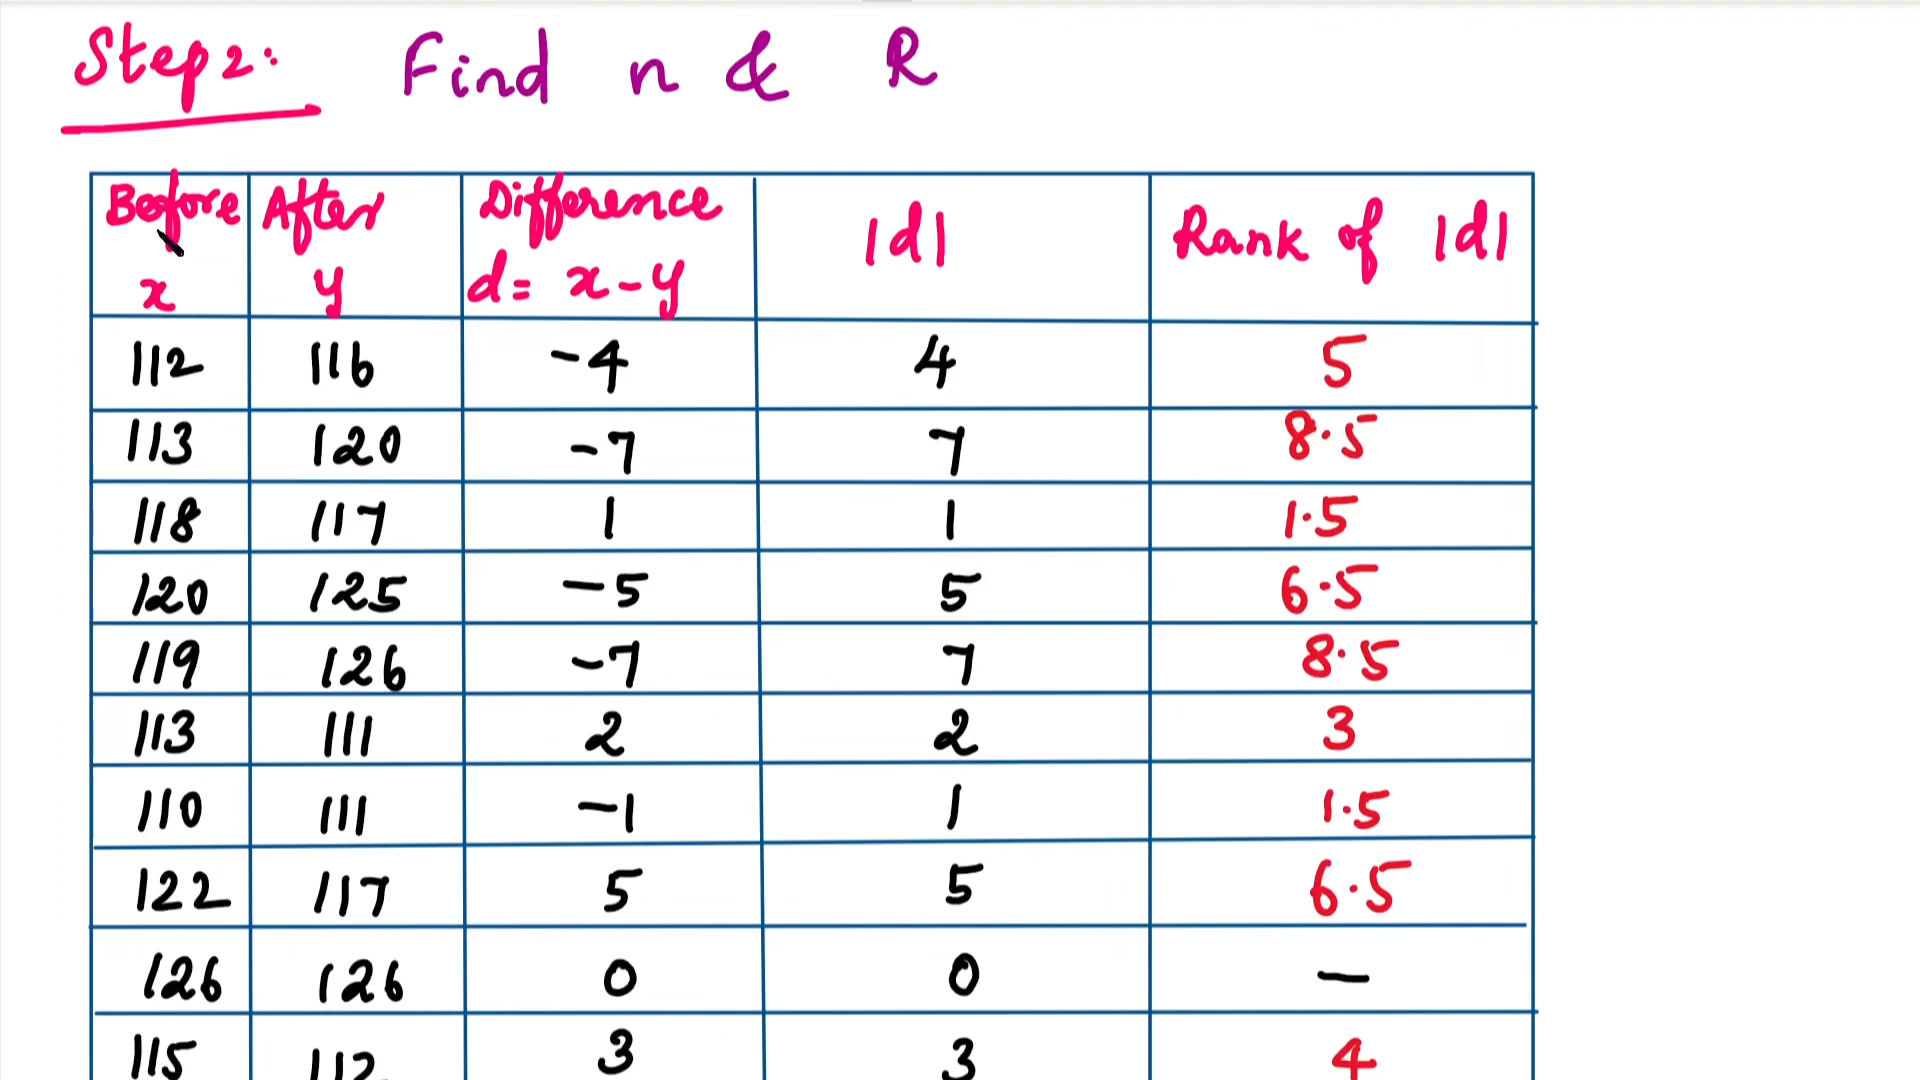 Step 2: Find n & R
Before x After y Difference d = x - y |d| Rank of |d|
112 116 -4 4 5
113 120 -7 7 8.5
118 117 1 1 1.5
120 125 -5 5 6.5
119 126 -7 7 8.5
113 111 2 2 3
110 111 -1 1 1.5
122 117 5 5 6.5
126 126 0 0 —
115 112 3 3 4